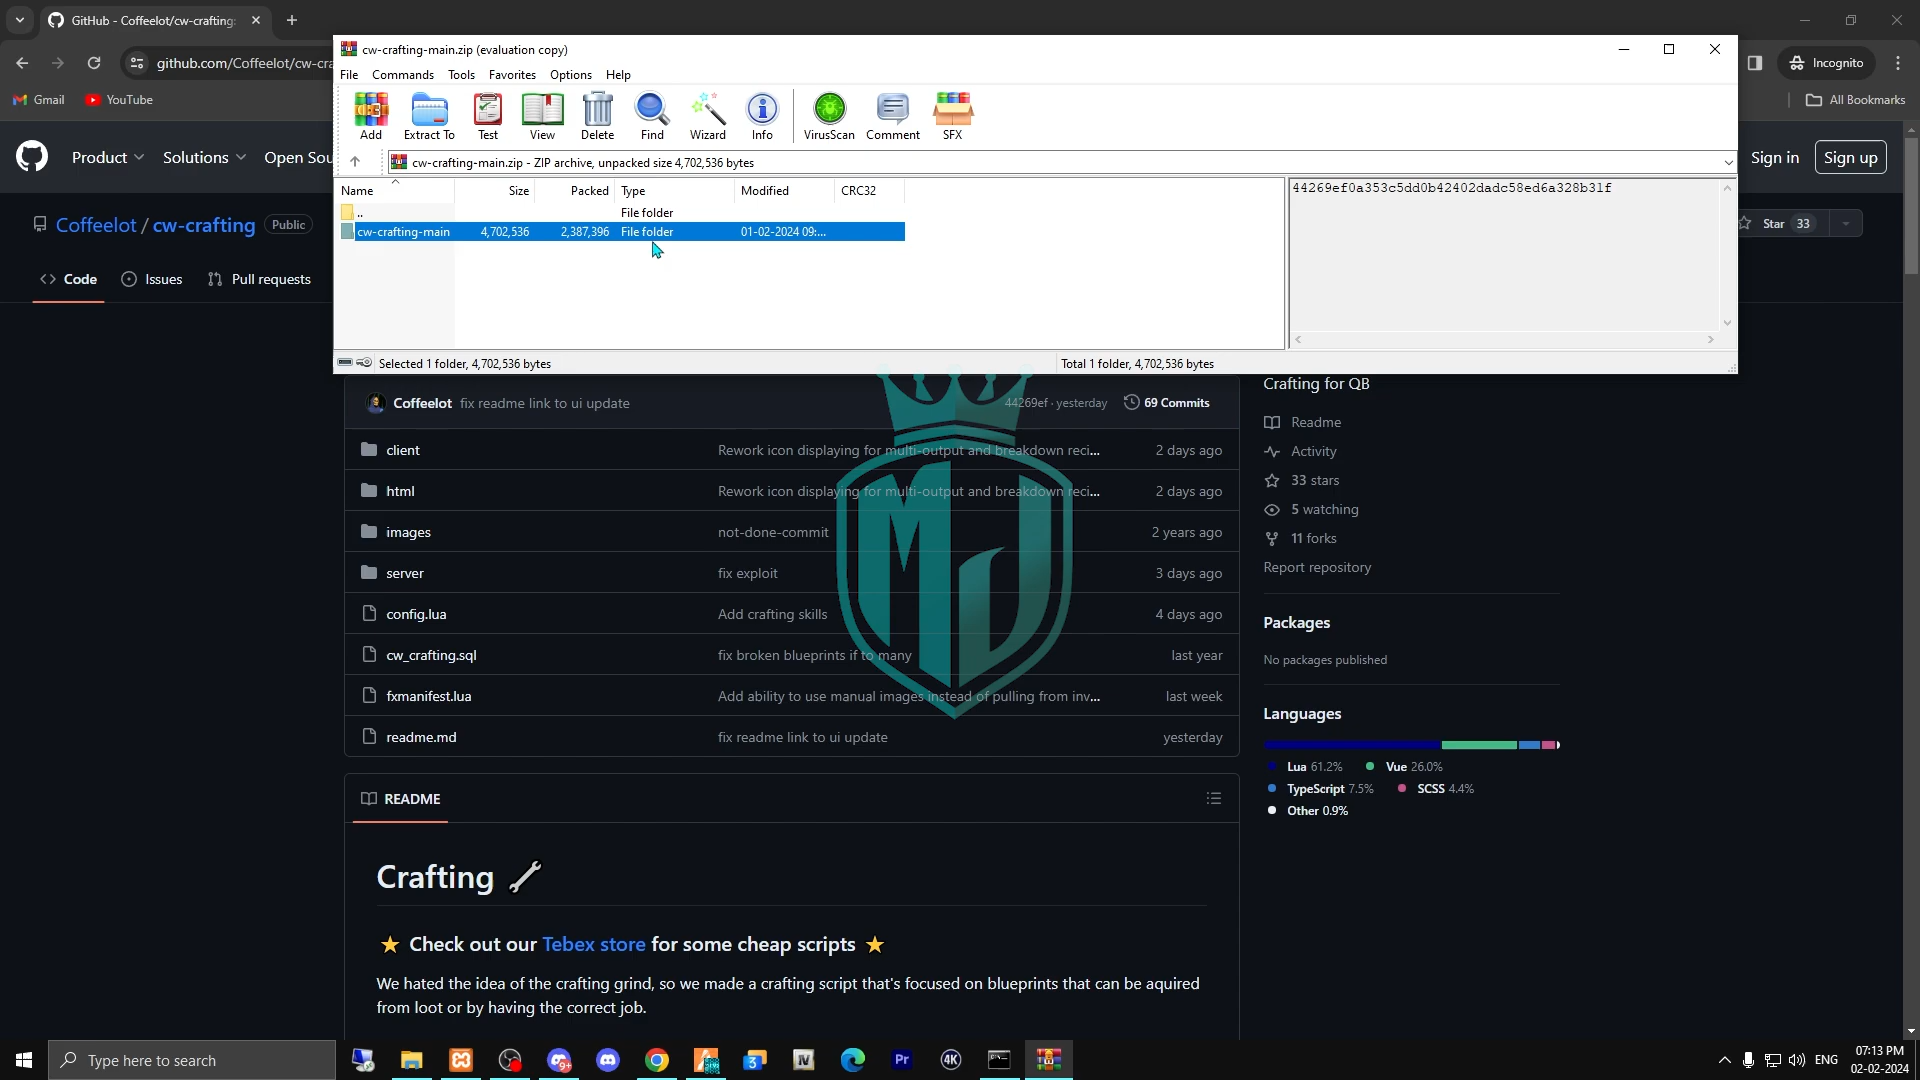 GitHub - Coffeelot/cw-crafting:
github.com/Coffeelot/cw-cra
Incognito
Gmail
YouTube
All Bookmarks
cw-crafting-main.zip (evaluation copy)
File Commands Tools Favorites Options Help
Add Extract To Test View Delete Find Wizard Info VirusScan Comment SFX
cw-crafting-main.zip - ZIP archive, unpacked size 4,702,536 bytes
Name Size Packed Type Modified CRC32
.. File folder
cw-crafting-main 4,702,536 2,387,396 File folder 01-02-2024 09:...
44269ef0a353c5dd0b42402dadc58ed6a328b31f
Selected 1 folder, 4,702,536 bytes
Total 1 folder, 4,702,536 bytes
Product Solutions Open Sou
Sign in Sign up
Coffeelot / cw-crafting Public
Star 33
Code Issues Pull requests
Coffeelot fix readme link to ui update 44269ef · yesterday 69 Commits
client Rework icon displaying for multi-output and breakdown reci... 2 days ago
html Rework icon displaying for multi-output and breakdown reci... 2 days ago
images not-done-commit 2 years ago
server fix exploit 3 days ago
config.lua Add crafting skills 4 days ago
cw_crafting.sql fix broken blueprints if to many last year
fxmanifest.lua Add ability to use manual images instead of pulling from inv... last week
readme.md fix readme link to ui update yesterday
README
Crafting
Check out our Tebex store for some cheap scripts
We hated the idea of the crafting grind, so we made a crafting script that's focused on blueprints that can be aquired
from loot or by having the correct job.
Crafting for QB
Readme
Activity
33 stars
5 watching
11 forks
Report repository
Packages
No packages published
Languages
Lua 61.2% Vue 26.0%
TypeScript 7.5% SCSS 4.4%
Other 0.9%
MJ
Type here to search
9+
3
IV
Pr
4K
ENG
07:13 PM
02-02-2024